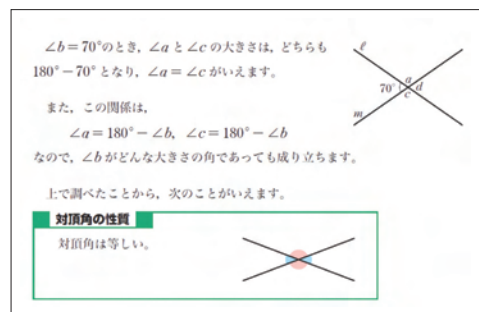 ∠b=70°のとき，∠aと∠cの大きさは，どちらも
180°−70°となり，∠a=∠cがいえます。
また，この関係は，
∠a=180°−∠b，∠c=180°−∠b
なので，∠bがどんな大きさの角であっても成り立ちます。
上で調べたことから，次のことがいえます。
ℓ
a
70°
d
c
m
対頂角の性質
対頂角は等しい。